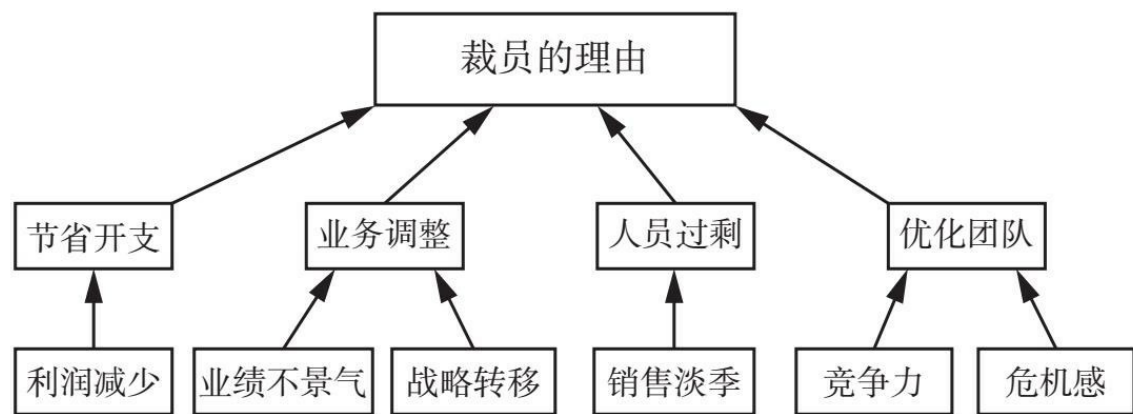 裁员的理由
节省开支
业务调整
人员过剩
优化团队
利润减少
业绩不景气
战略转移
销售淡季
竞争力
危机感